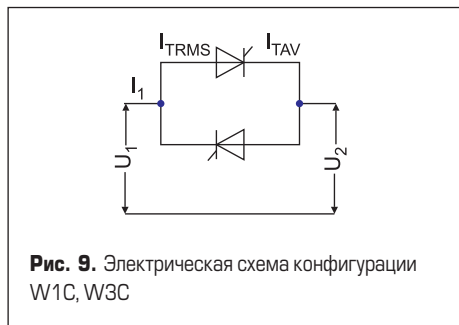 I_TRMS I_TAV
I_1
U_1 U_2
Рис. 9. Электрическая схема конфигурации
W1C, W3C